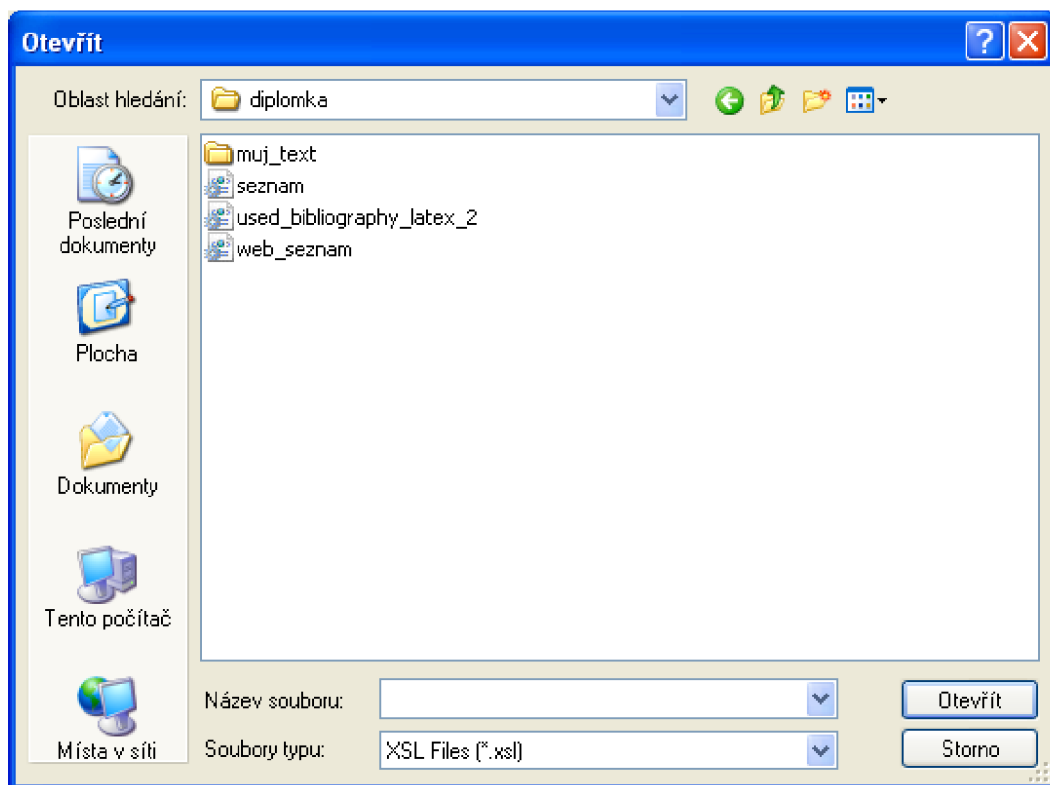 Otevřít
Oblast hledání:
diplomka
muj_text
seznam
used_bibliography_latex_2
web_seznam
Poslední
dokumenty
Plocha
Dokumenty
Tento počítač
Místa v síti
Název souboru:
Otevřít
Soubory typu:
XSL Files (*.xsl)
Storno